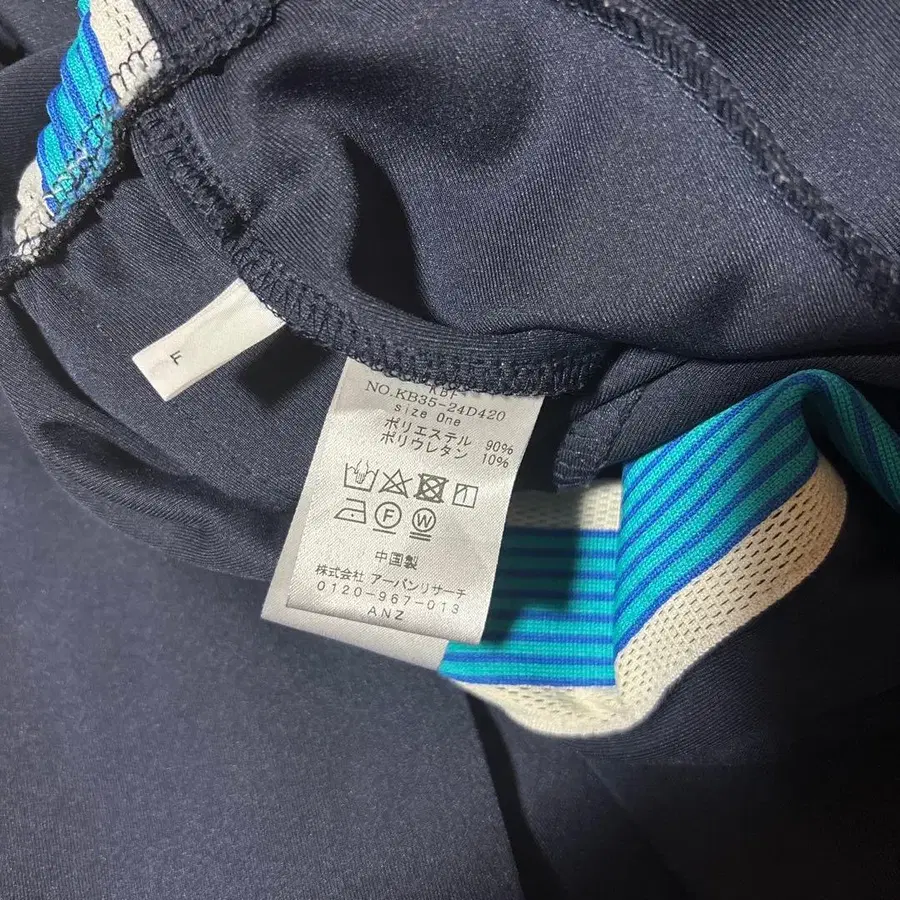 F
KBF
NO.KB35-24D420
size One
ポリエステル 90%
ポリウレタン 10%
F W
中国製
株式会社 アーバンリサーチ
0120-967-013
ANZ